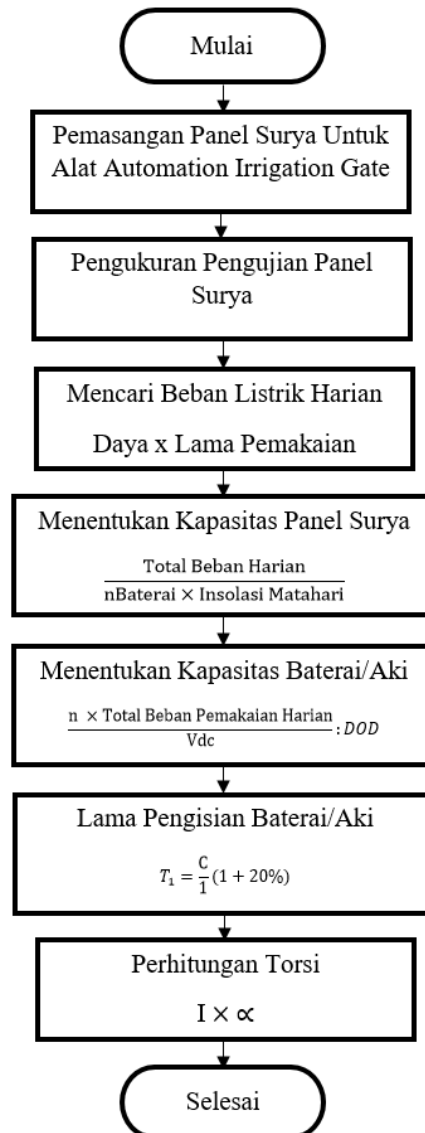 Mulai
Pemasangan Panel Surya Untuk
Alat Automation Irrigation Gate
Pengukuran Pengujian Panel
Surya
Mencari Beban Listrik Harian
Daya x Lama Pemakaian
Menentukan Kapasitas Panel Surya
Total Beban Harian
nBaterai × Insolasi Matahari
Menentukan Kapasitas Baterai/Aki
n × Total Beban Pemakaian Harian
Vdc
: DOD
Lama Pengisian Baterai/Aki
T₁ = C/1 (1 + 20%)
Perhitungan Torsi
I × ∝
Selesai